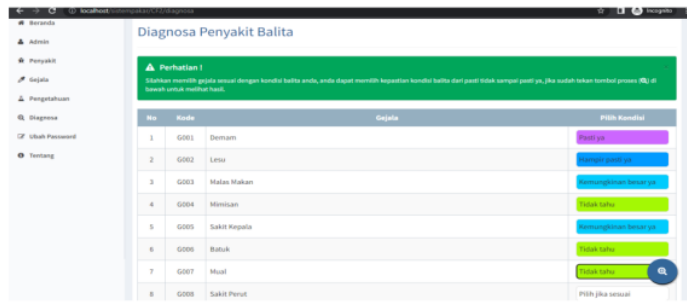 localhost/cotempakar/CF2/diagnosa
Incognito
Beranda
Admin
Penyakit
Gejala
Pengetahuan
Diagnosa
Ubah Password
Tentang
Diagnosa Penyakit Balita
Perhatian !
Silahkan memilih gejala sesuai dengan kondisi balita anda, anda dapat memilih kepastian kondisi balita dari pasti tidak sampai pasti ya, jika sudah tekan tombol proses () di
bawah untuk melihat hasil.
No Kode Gejala Pilih Kondisi
1 G001 Demam Pasti ya
2 G002 Lesu Hampir pasti ya
3 G003 Malas Makan Kemungkinan besar ya
4 G004 Mimisan Tidak tahu
5 G005 Sakit Kepala Kemungkinan besar ya
6 G006 Batuk Tidak tahu
7 G007 Mual Tidak tahu
8 G008 Sakit Perut Pilih jika sesuai